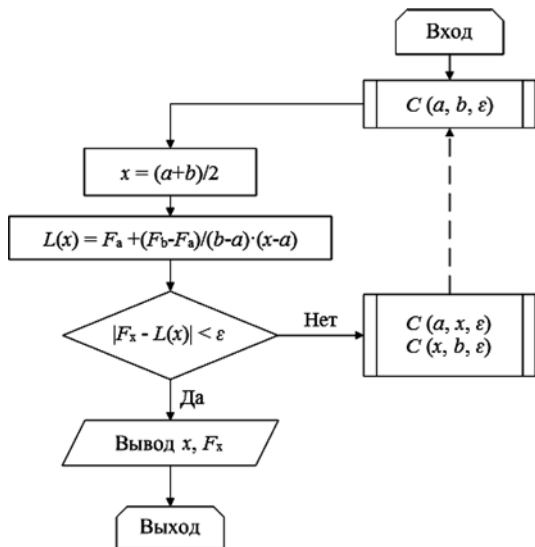 Вход
C (a, b, ε)
x = (a+b)/2
L(x) = Fa +(Fb-Fa)/(b-a)·(x-a)
|Fx - L(x)| < ε
Нет
C (a, x, ε)
C (x, b, ε)
Да
Вывод x, Fx
Выход